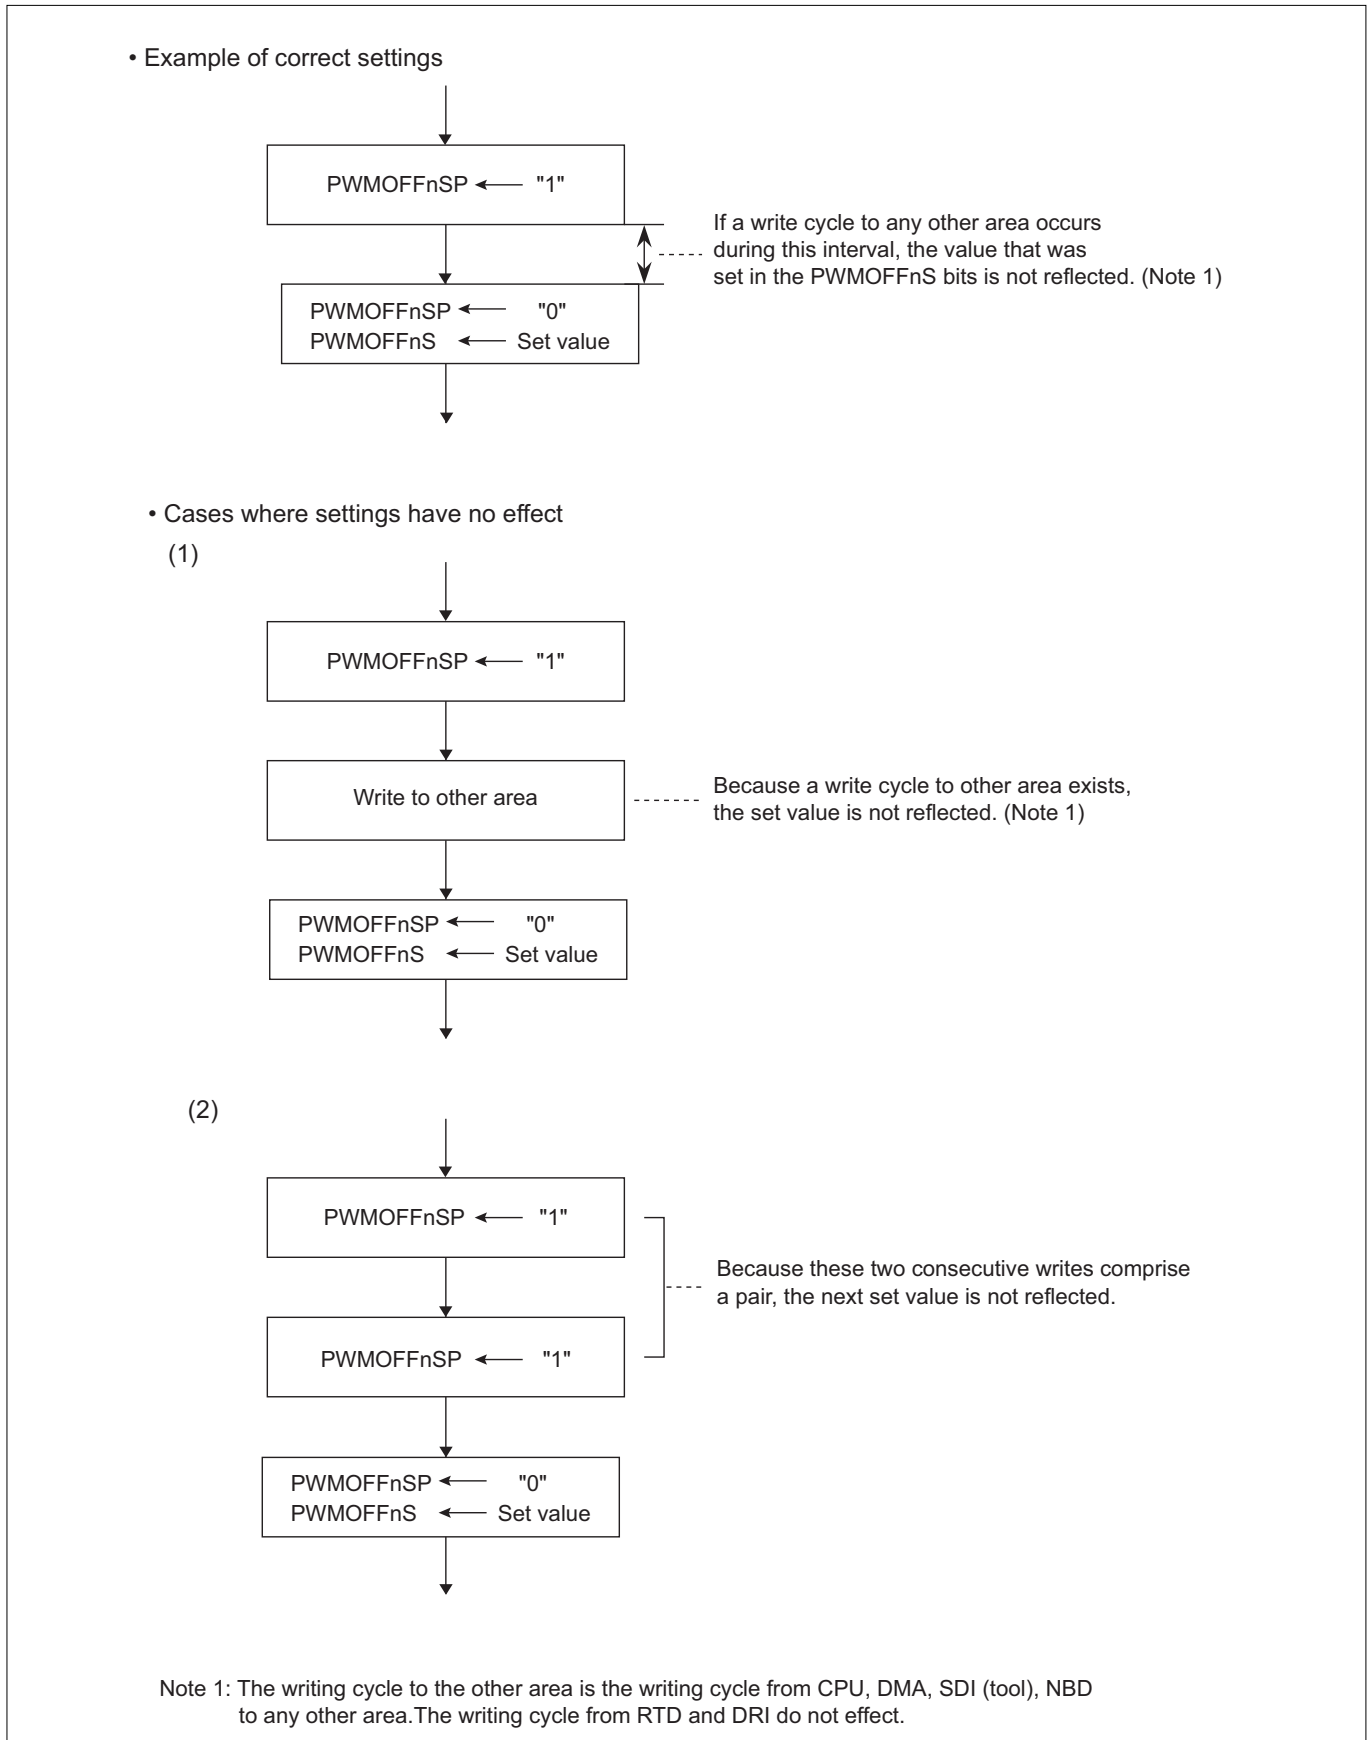 • Example of correct settings
PWMOFFnSP ← "1"
If a write cycle to any other area occurs
during this interval, the value that was
set in the PWMOFFnS bits is not reflected. (Note 1)
PWMOFFnSP ← "0"
PWMOFFnS ← Set value
• Cases where settings have no effect
(1)
PWMOFFnSP ← "1"
Write to other area
Because a write cycle to other area exists,
the set value is not reflected. (Note 1)
PWMOFFnSP ← "0"
PWMOFFnS ← Set value
(2)
PWMOFFnSP ← "1"
Because these two consecutive writes comprise
a pair, the next set value is not reflected.
PWMOFFnSP ← "1"
PWMOFFnSP ← "0"
PWMOFFnS ← Set value
Note 1: The writing cycle to the other area is the writing cycle from CPU, DMA, SDI (tool), NBD
to any other area.The writing cycle from RTD and DRI do not effect.